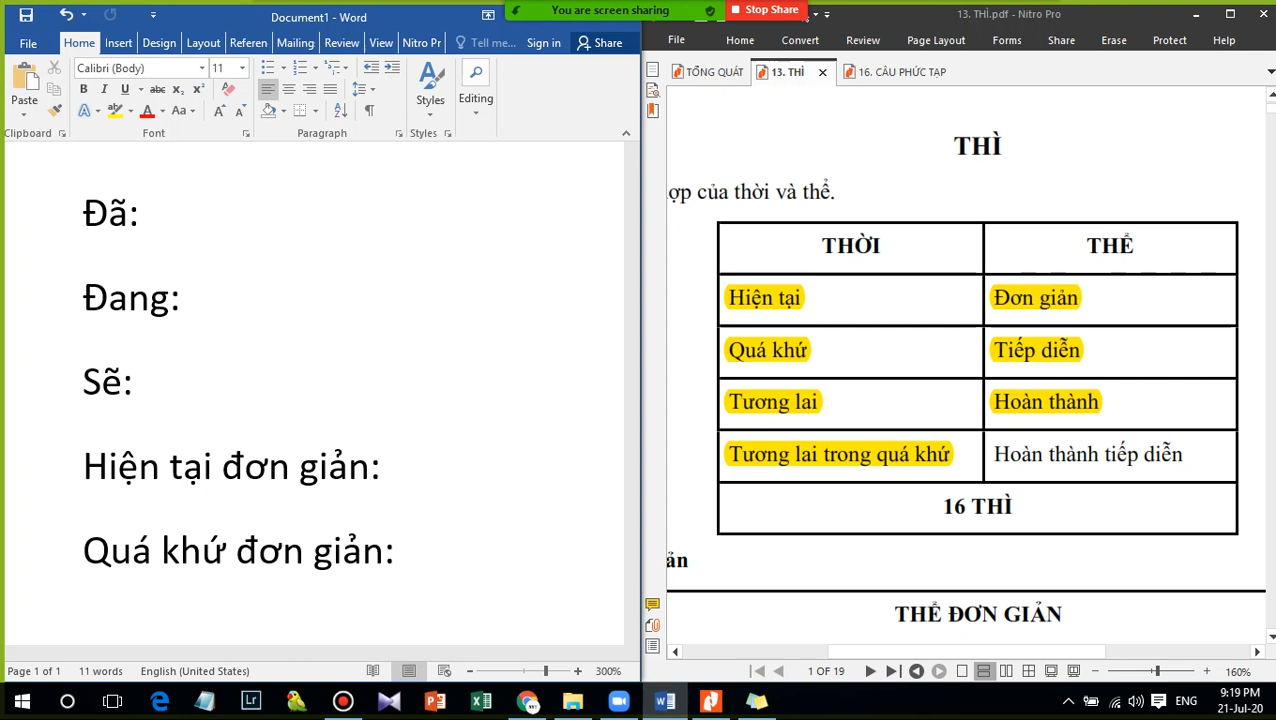 Document1 - Word
You are screen sharing
Stop Share
13. THÌ.pdf - Nitro Pro
File Home Insert Design Layout Referen Mailing Review View Nitro Pr Tell me... Sign in Share
File Home Convert Review Page Layout Forms Share Erase Protect Help
Paste
Calibri (Body) 11
Styles
Editing
Clipboard Font Paragraph Styles
TỔNG QUÁT 13. THÌ 16. CÂU PHỨC TẠP
Đã:
Đang:
Sẽ:
Hiện tại đơn giản:
Quá khứ đơn giản:
THÌ
ợp của thời và thể.
THỜI THỂ
Hiện tại Đơn giản
Quá khứ Tiếp diễn
Tương lai Hoàn thành
Tương lai trong quá khứ Hoàn thành tiếp diễn
16 THÌ
ản
THỂ ĐƠN GIẢN
Page 1 of 1 11 words English (United States) 300%
1 OF 19 160%
ENG
9:19 PM
21-Jul-20